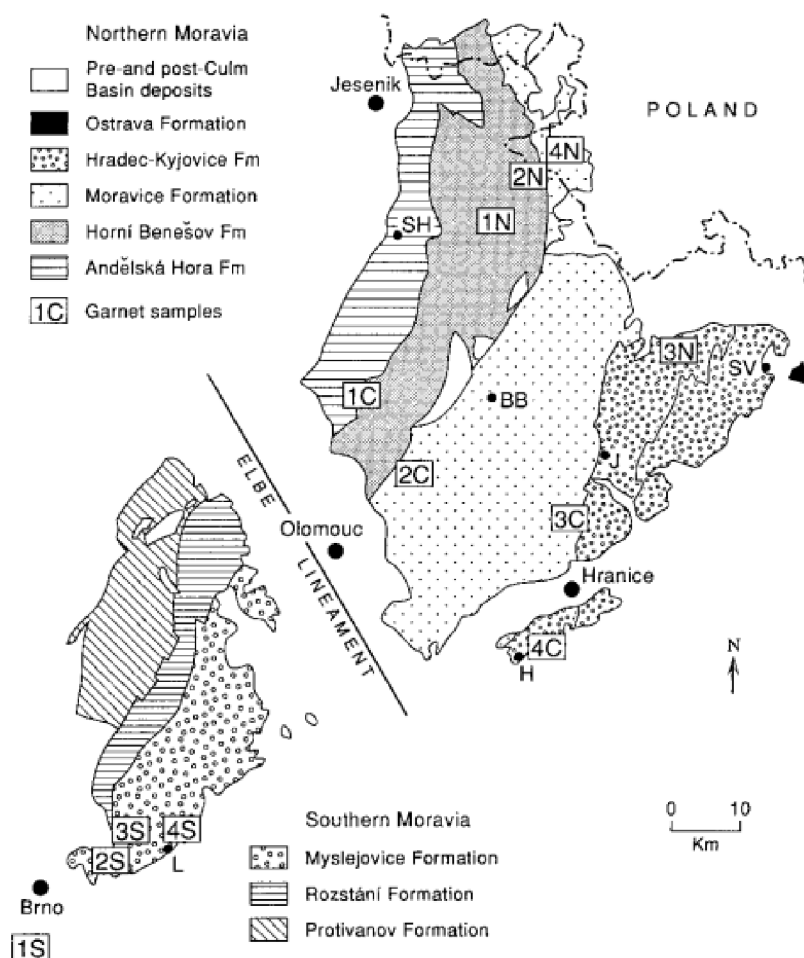 Northern Moravia
Pre-and post-Culm
Basin deposits
Ostrava Formation
Hradec-Kyjovice Fm
Moravice Formation
Horní Benešov Fm
Andělská Hora Fm
1C Garnet samples
Jesenik
POLAND
4N
2N
1N
SH
3N
SV
1C
BB
2C
J
3C
ELBE
LINEAMENT
Olomouc
Hranice
4C
H
N
0 10
Km
3S 4S
2S
L
Brno
1S
Southern Moravia
Myslejovice Formation
Rozstání Formation
Protivanov Formation